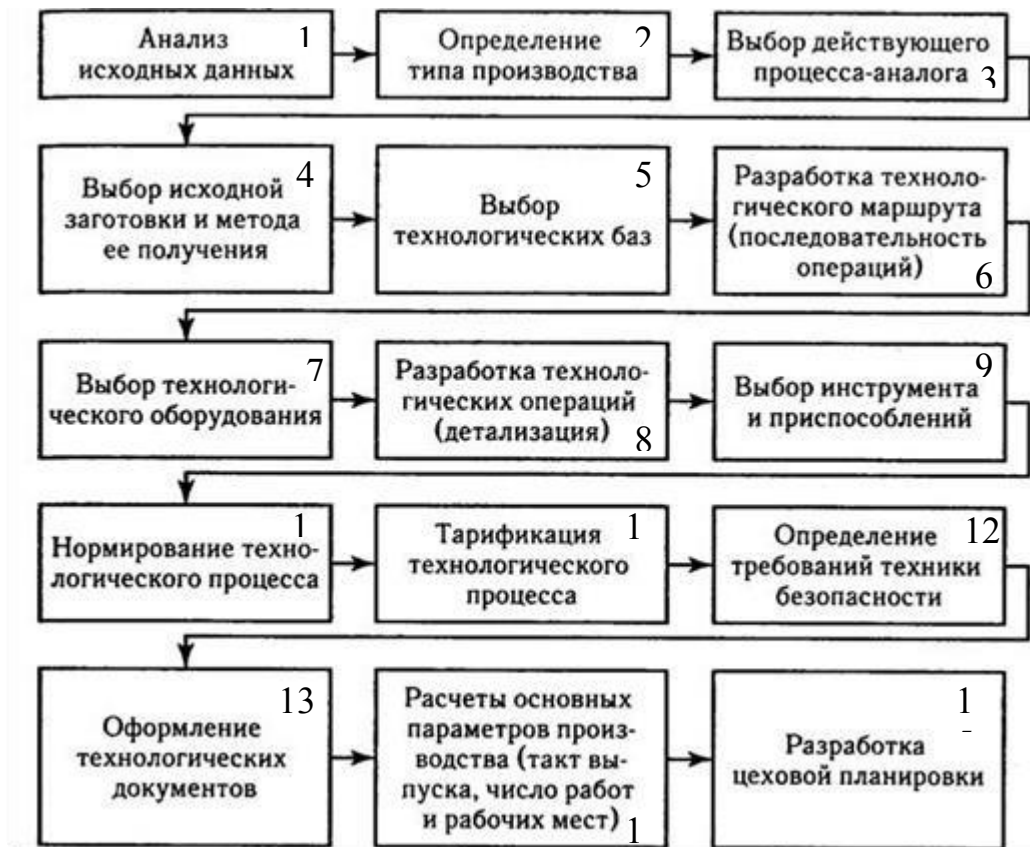 Анализ 1
исходных данных
Определение 2
типа производства
Выбор действующего
процесса-аналога
3
4
Выбор исходной
заготовки и метода
ее получения
5
Выбор
технологических баз
Разработка техноло-
гического маршрута
(последовательность
операций) 6
7
Выбор технологи-
ческого оборудования
Разработка техноло-
гических операций
(детализация) 8
9
Выбор инструмента
и приспособлений
1
Нормирование техно-
логического процесса
1
Тарификация
технологического
процесса
12
Определение
требований техники
безопасности
13
Оформление
технологических
документов
Расчеты основных
параметров произ-
водства (такт вы-
пуска, число работ
и рабочих мест) 1
1
Разработка
цеховой планировки